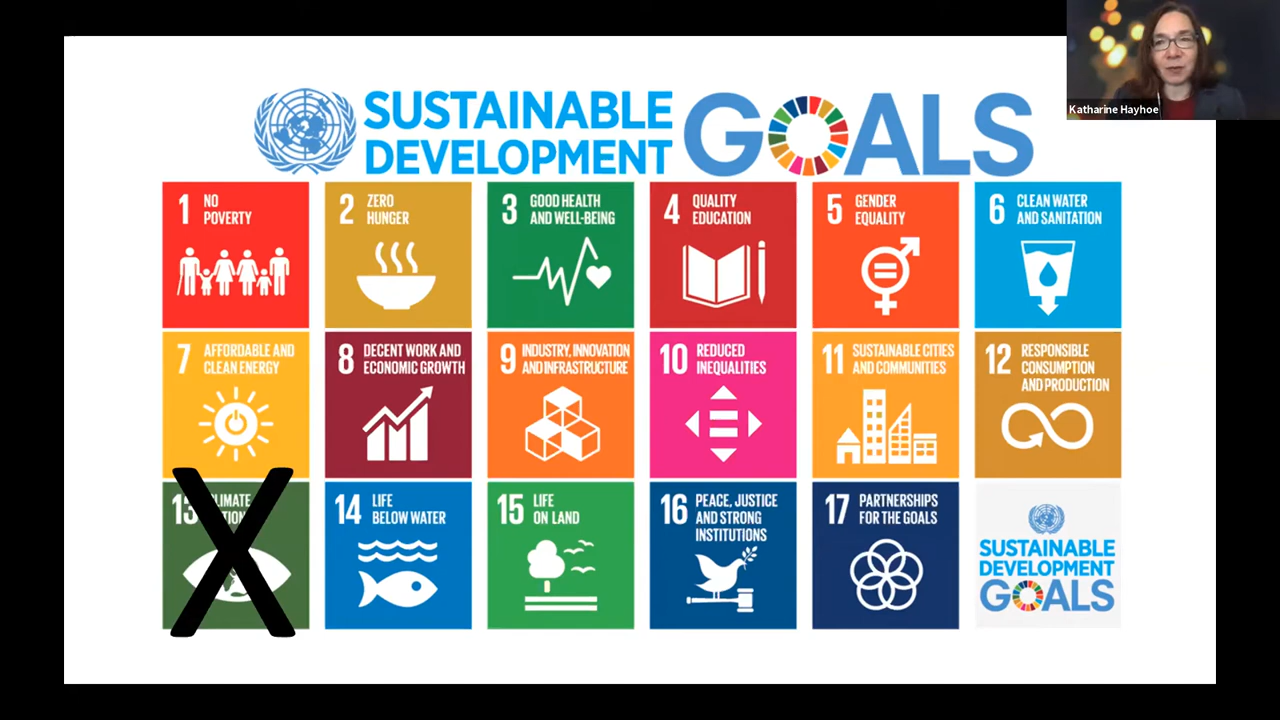 Katharine Hayhoe
SUSTAINABLE
DEVELOPMENT
GOALS
1 NO
POVERTY
2 ZERO
HUNGER
3 GOOD HEALTH
AND WELL-BEING
4 QUALITY
EDUCATION
5 GENDER
EQUALITY
6 CLEAN WATER
AND SANITATION
7 AFFORDABLE AND
CLEAN ENERGY
8 DECENT WORK AND
ECONOMIC GROWTH
9 INDUSTRY, INNOVATION
AND INFRASTRUCTURE
10 REDUCED
INEQUALITIES
11 SUSTAINABLE CITIES
AND COMMUNITIES
12 RESPONSIBLE
CONSUMPTION
AND PRODUCTION
13 CLIMATE
ACTION
X
14 LIFE
BELOW WATER
15 LIFE
ON LAND
16 PEACE, JUSTICE
AND STRONG
INSTITUTIONS
17 PARTNERSHIPS
FOR THE GOALS
SUSTAINABLE
DEVELOPMENT
GOALS